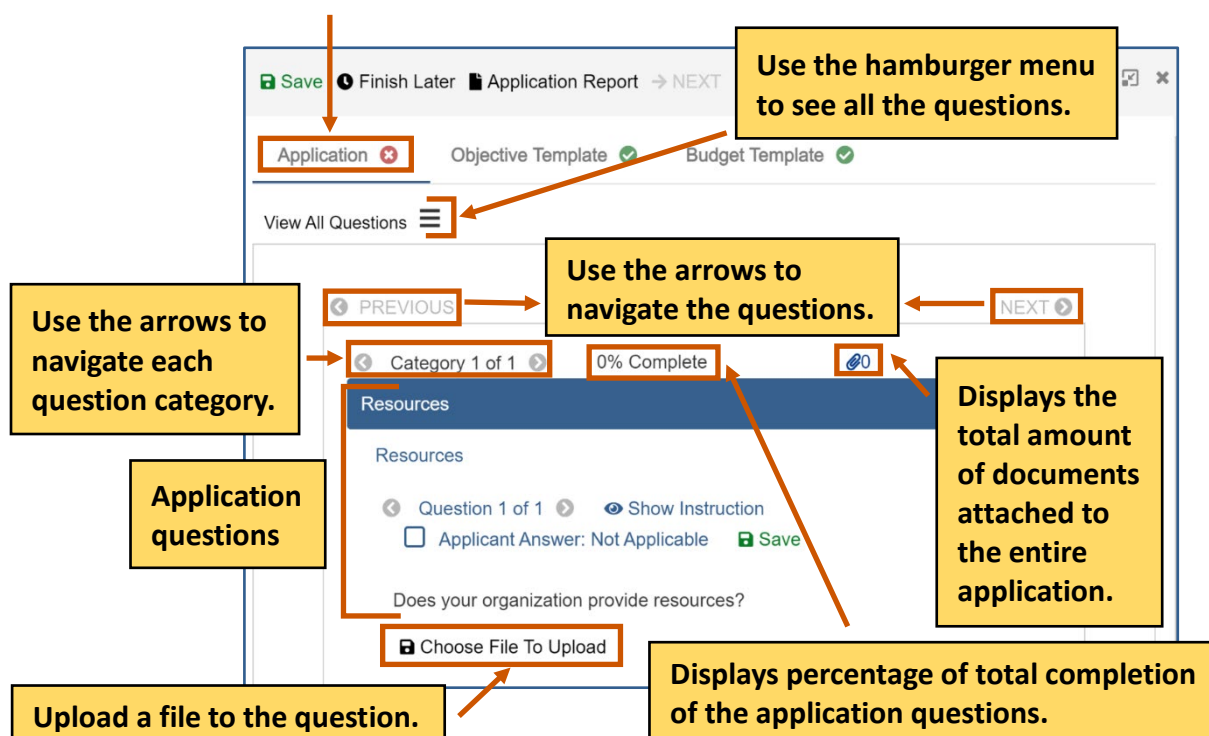 Use the hamburger menu
to see all the questions.
Save Finish Later Application Report NEXT
Application Objective Template Budget Template
View All Questions
Use the arrows to
navigate the questions.
PREVIOUS
NEXT
Use the arrows to
navigate each
question category.
Category 1 of 1 0% Complete 0
Displays the
total amount
of documents
attached to
the entire
application.
Resources
Resources
Application
questions
Question 1 of 1 Show Instruction
Applicant Answer: Not Applicable Save
Does your organization provide resources?
Choose File To Upload
Displays percentage of total completion
of the application questions.
Upload a file to the question.